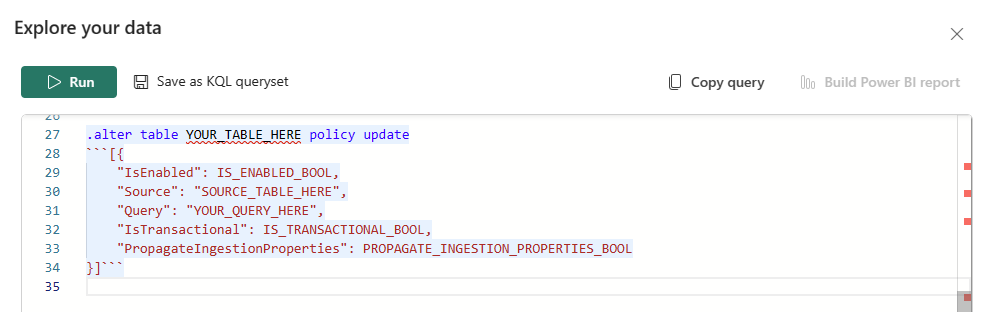 Explore your data
Run
Save as KQL queryset
Copy query
Build Power BI report
26
27 .alter table YOUR_TABLE_HERE policy update
28 ```[{
29     "IsEnabled": IS_ENABLED_BOOL,
30     "Source": "SOURCE_TABLE_HERE",
31     "Query": "YOUR_QUERY_HERE",
32     "IsTransactional": IS_TRANSACTIONAL_BOOL,
33     "PropagateIngestionProperties": PROPAGATE_INGESTION_PROPERTIES_BOOL
34 }]```
35